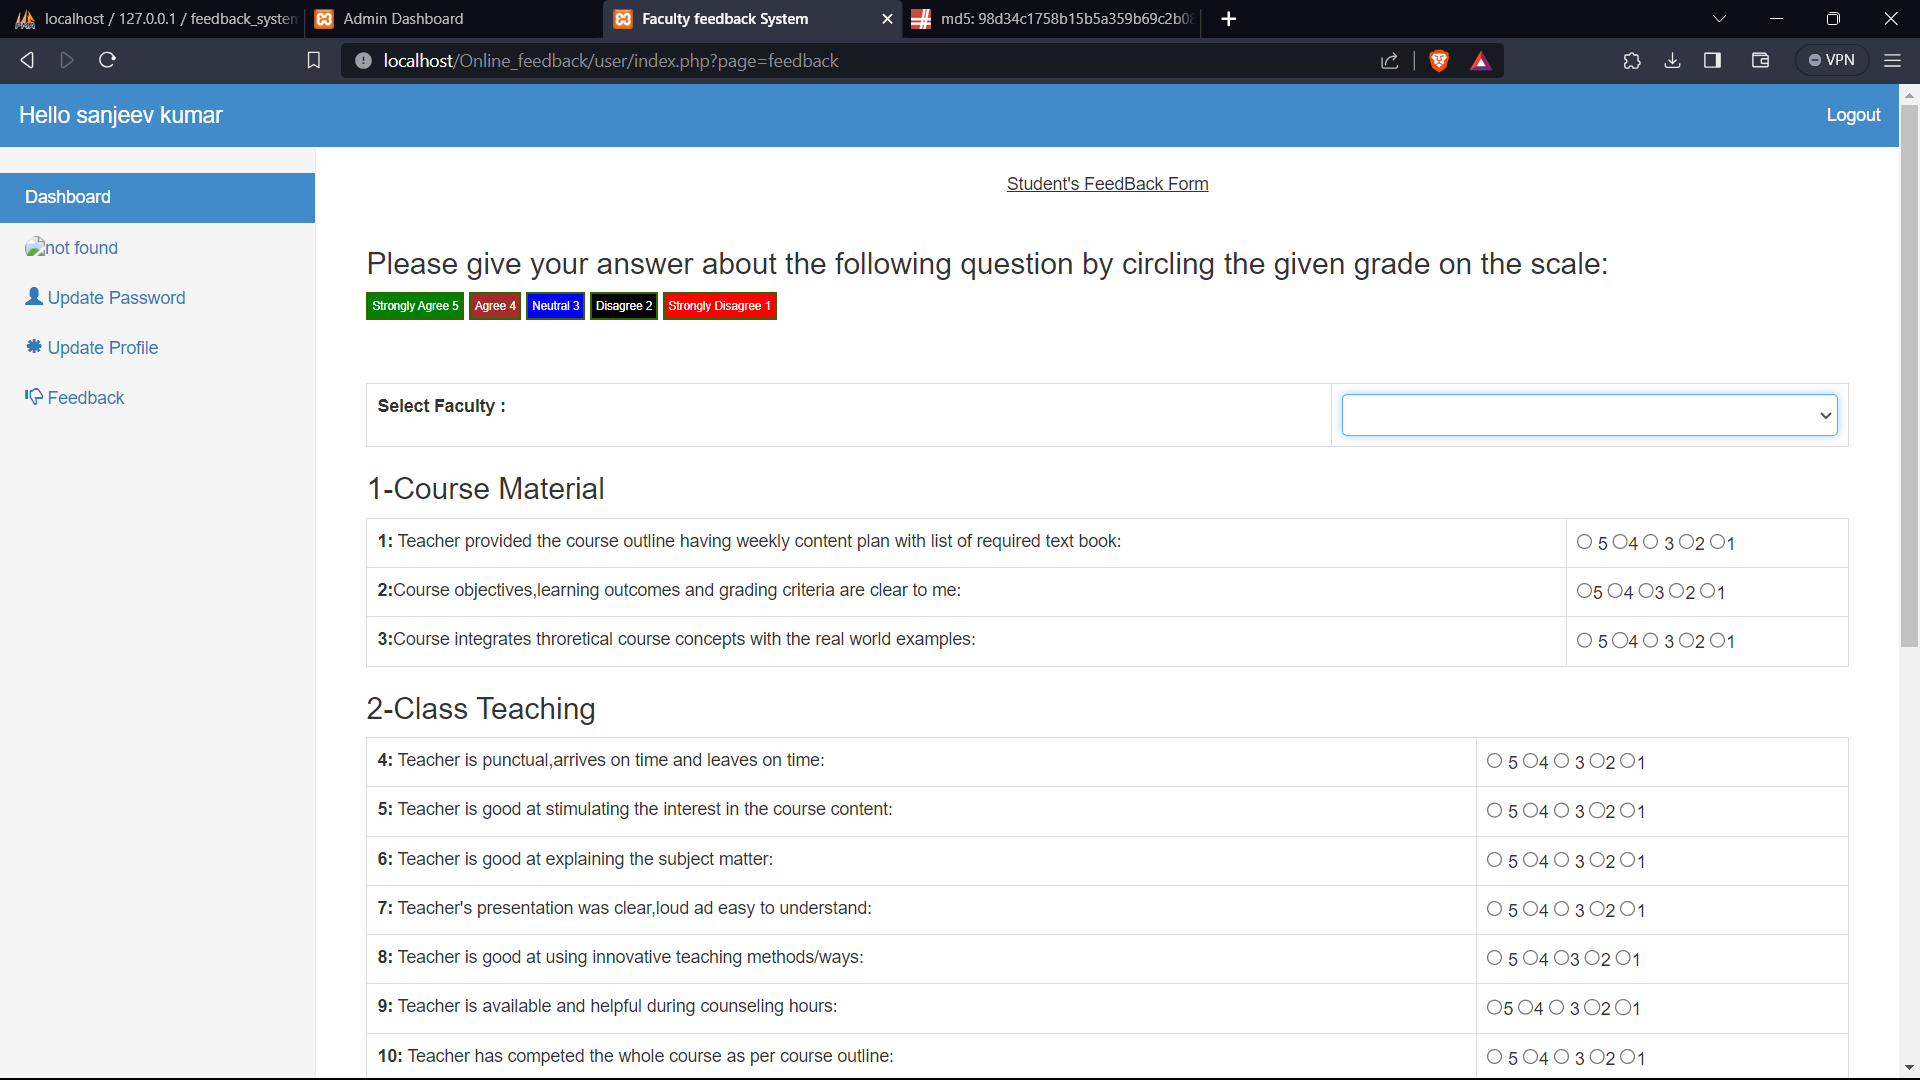 localhost / 127.0.0.1 / feedback_system
Admin Dashboard
Faculty feedback System
md5: 98d34c1758b15b5a359b69c2b08
localhost/Online_feedback/user/index.php?page=feedback
VPN
Hello sanjeev kumar
Logout
Dashboard
not found
Update Password
Update Profile
Feedback
Student's FeedBack Form
Please give your answer about the following question by circling the given grade on the scale:
Strongly Agree 5 Agree 4 Neutral 3 Disagree 2 Strongly Disagree 1
Select Faculty :
1-Course Material
1: Teacher provided the course outline having weekly content plan with list of required text book: 5 4 3 2 1
2:Course objectives,learning outcomes and grading criteria are clear to me: 5 4 3 2 1
3:Course integrates throretical course concepts with the real world examples: 5 4 3 2 1
2-Class Teaching
4: Teacher is punctual,arrives on time and leaves on time: 5 4 3 2 1
5: Teacher is good at stimulating the interest in the course content: 5 4 3 2 1
6: Teacher is good at explaining the subject matter: 5 4 3 2 1
7: Teacher's presentation was clear,loud ad easy to understand: 5 4 3 2 1
8: Teacher is good at using innovative teaching methods/ways: 5 4 3 2 1
9: Teacher is available and helpful during counseling hours: 5 4 3 2 1
10: Teacher has competed the whole course as per course outline: 5 4 3 2 1